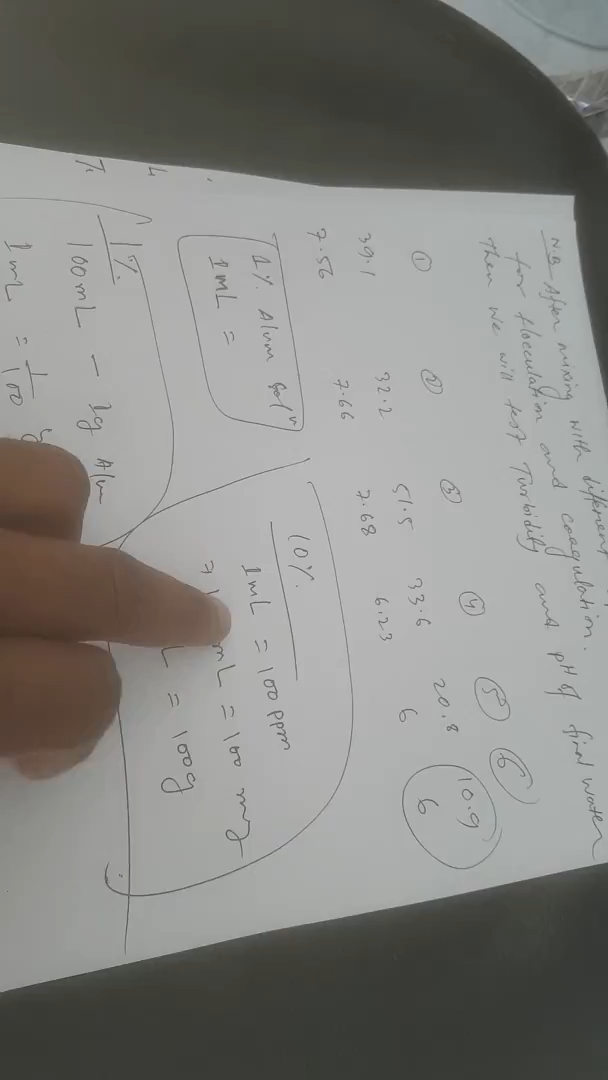 N.B After mixing with different
for flocculation and coagulation.
then we will test Turbidity and pH of final water
① ② ③ ④ ⑤ ⑥
39.1 32.2 51.5 33.6 20.8 10.9
7.56 7.66 7.68 6.23 6 6
1% Alum Solⁿ
1mL =
10%
1mL = 100 ppm
mL = 100 mg
L = 100g
1%
100mL - 1g Alum
1mL = 1/100 g